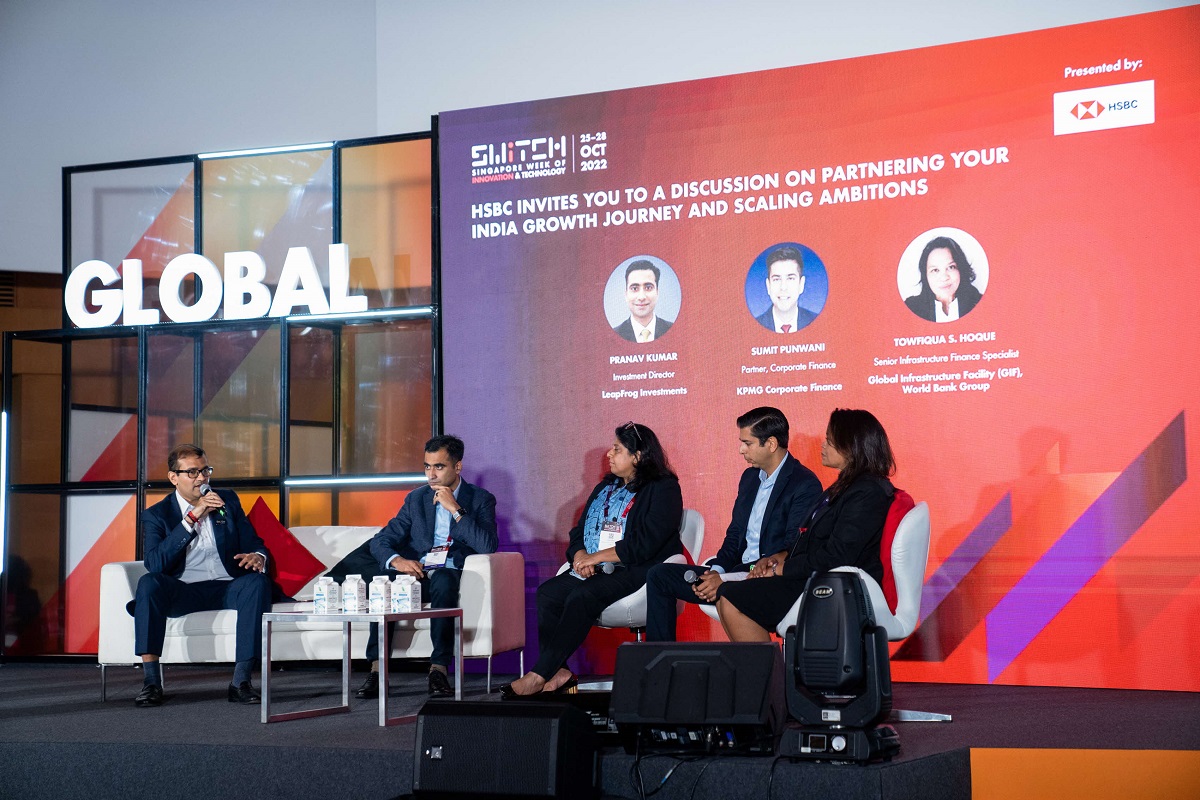 GLOBAL
SWiTCH
SINGAPORE WEEK OF
INNOVATION & TECHNOLOGY
25–28
OCT
2022
Presented by:
HSBC
HSBC INVITES YOU TO A DISCUSSION ON PARTNERING YOUR
INDIA GROWTH JOURNEY AND SCALING AMBITIONS
PRANAV KUMAR
Investment Director
LeapFrog Investments
SUMIT PUNWANI
Partner, Corporate Finance
KPMG Corporate Finance
TOWFIQUA S. HOQUE
Senior Infrastructure Finance Specialist
Global Infrastructure Facility (GIF),
World Bank Group
BEAM